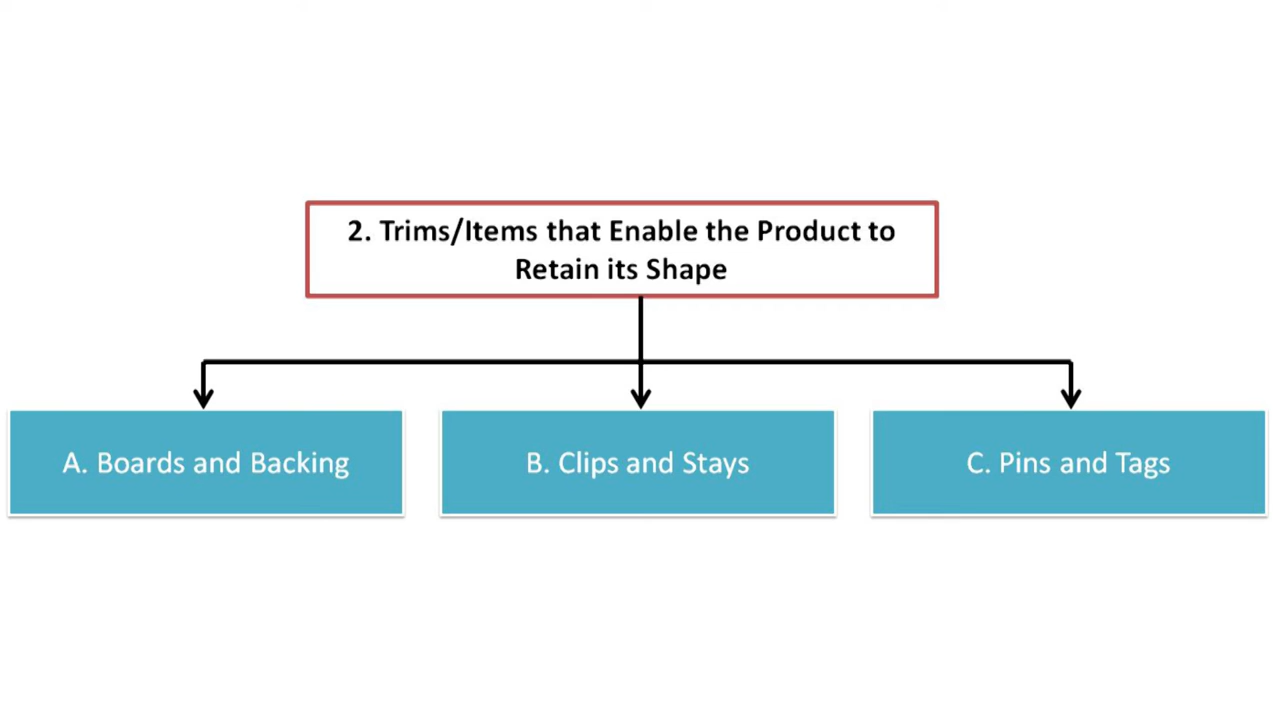 2. Trims/Items that Enable the Product to
Retain its Shape
A. Boards and Backing
B. Clips and Stays
C. Pins and Tags